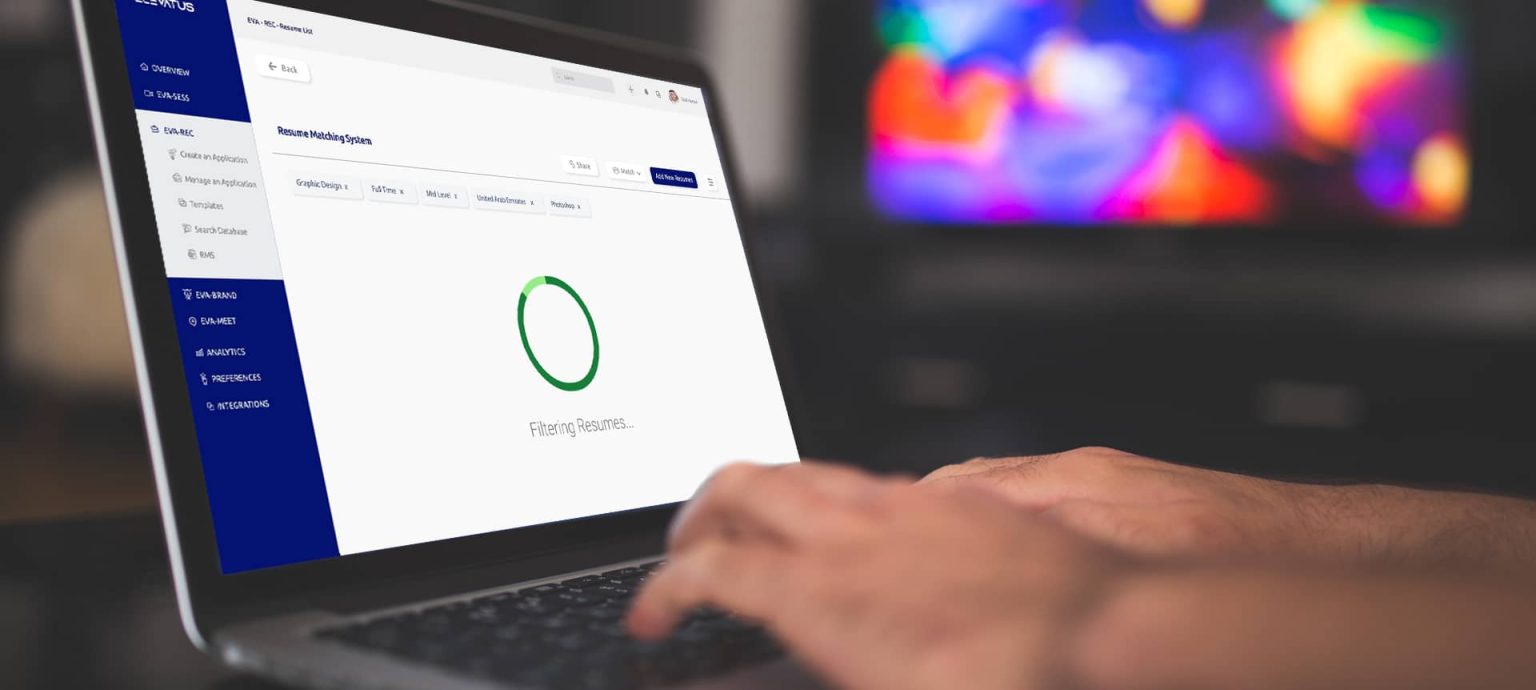 ELEVATUS
OVERVIEW
EVA-SESS
EVA-REC
Create an Application
Manage an Application
Templates
Search Database
RMS
EVA-BRAND
EVA-MEET
ANALYTICS
PREFERENCES
INTEGRATIONS
EVA - REC - Resume List
Back
Resume Matching System
Share
Match
Add New Resumes
Graphic Design x
Full Time x
Mid Level x
United Arab Emirates x
Photoshop x
Filtering Resumes...